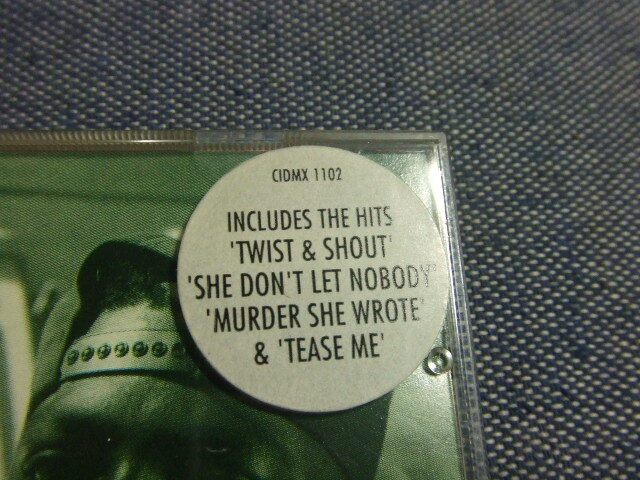 CIDMX 1102
INCLUDES THE HITS
'TWIST & SHOUT'
'SHE DON'T LET NOBODY'
'MURDER SHE WROTE'
& 'TEASE ME'